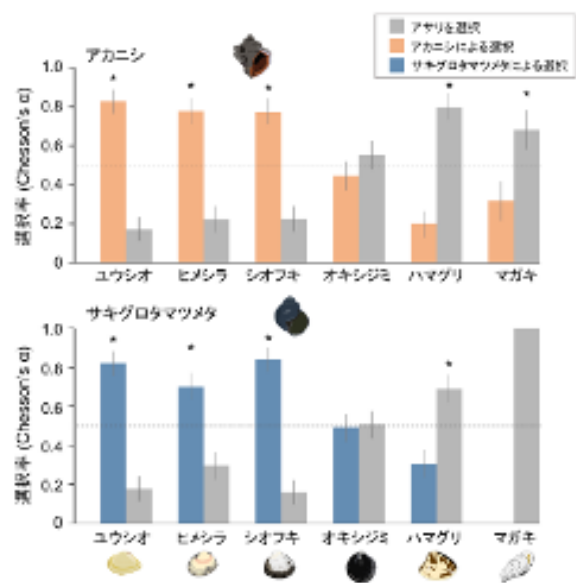 アサリを選択
アカニシによる選択
サキグロタマツメタによる選択
アカニシ
選択率 (Chesson's α)
1.0
0.8
0.6
0.4
0.2
0
ユウシオ
ヒメシラ
シオフキ
オキシジミ
ハマグリ
マガキ
サキグロタマツメタ
選択率 (Chesson's α)
1.0
0.8
0.6
0.4
0.2
0
ユウシオ
ヒメシラ
シオフキ
オキシジミ
ハマグリ
マガキ